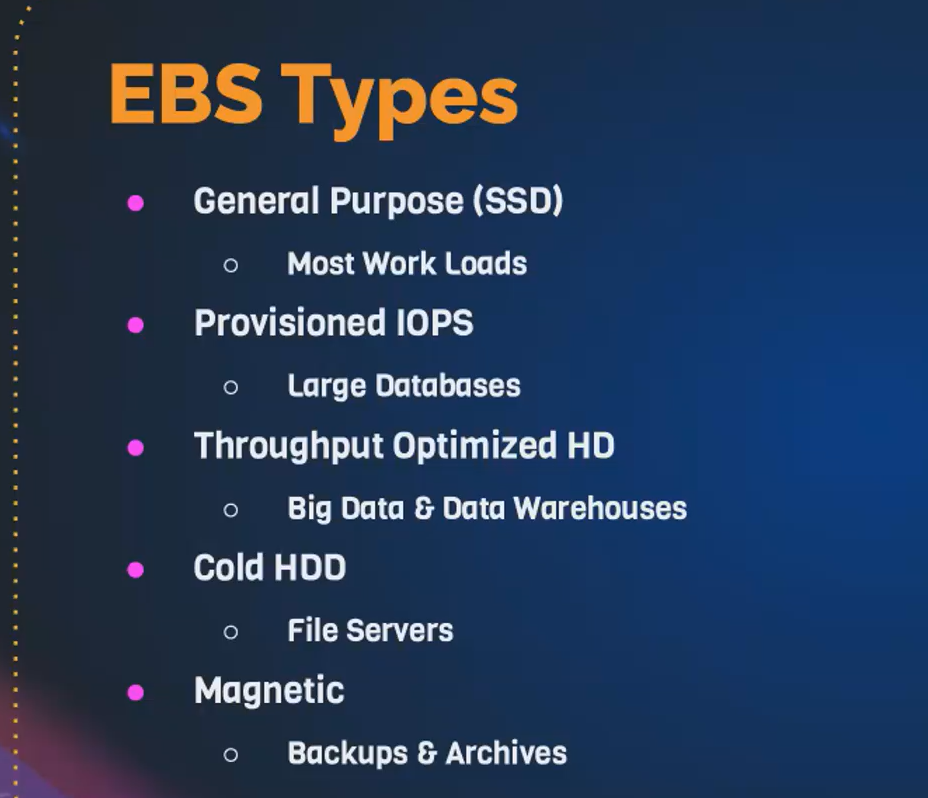 EBS Types
General Purpose (SSD)
Most Work Loads
Provisioned IOPS
Large Databases
Throughput Optimized HD
Big Data & Data Warehouses
Cold HDD
File Servers
Magnetic
Backups & Archives